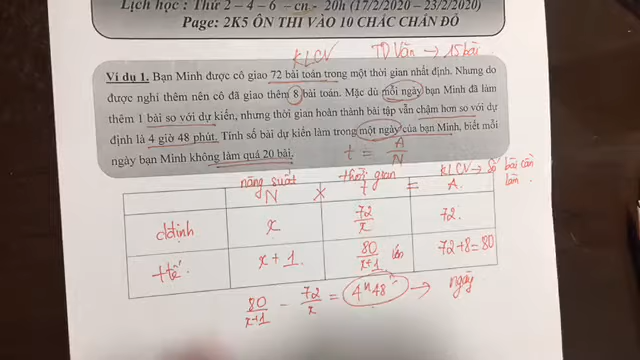 Lịch học : Thứ 2 – 4 – 6 – cn - 20h (17/2/2020 – 23/2/2020)
Page: 2K5 ÔN THI VÀO 10 CHẮC CHẮN ĐỖ
KLCV TD Văn → 15 bài
Ví dụ 1. Bạn Minh được cô giao 72 bài toán trong một thời gian nhất định. Nhưng do
được nghỉ thêm nên cô đã giao thêm 8 bài toán. Mặc dù mỗi ngày bạn Minh đã làm
thêm 1 bài so với dự kiến, nhưng thời gian hoàn thành bài tập vẫn chậm hơn so với dự
định là 4 giờ 48 phút. Tính số bài dự kiến làm trong một ngày của bạn Minh, biết mỗi
ngày bạn Minh không làm quá 20 bài.
t = A/N
năng suất thời gian KLCV → Số bài cần làm
N × t = A.
dđịnh x 72/x 72.
ttế x + 1. 80/x+1 72+8=80
80/x+1 - 72/x = 4h48' → ngày